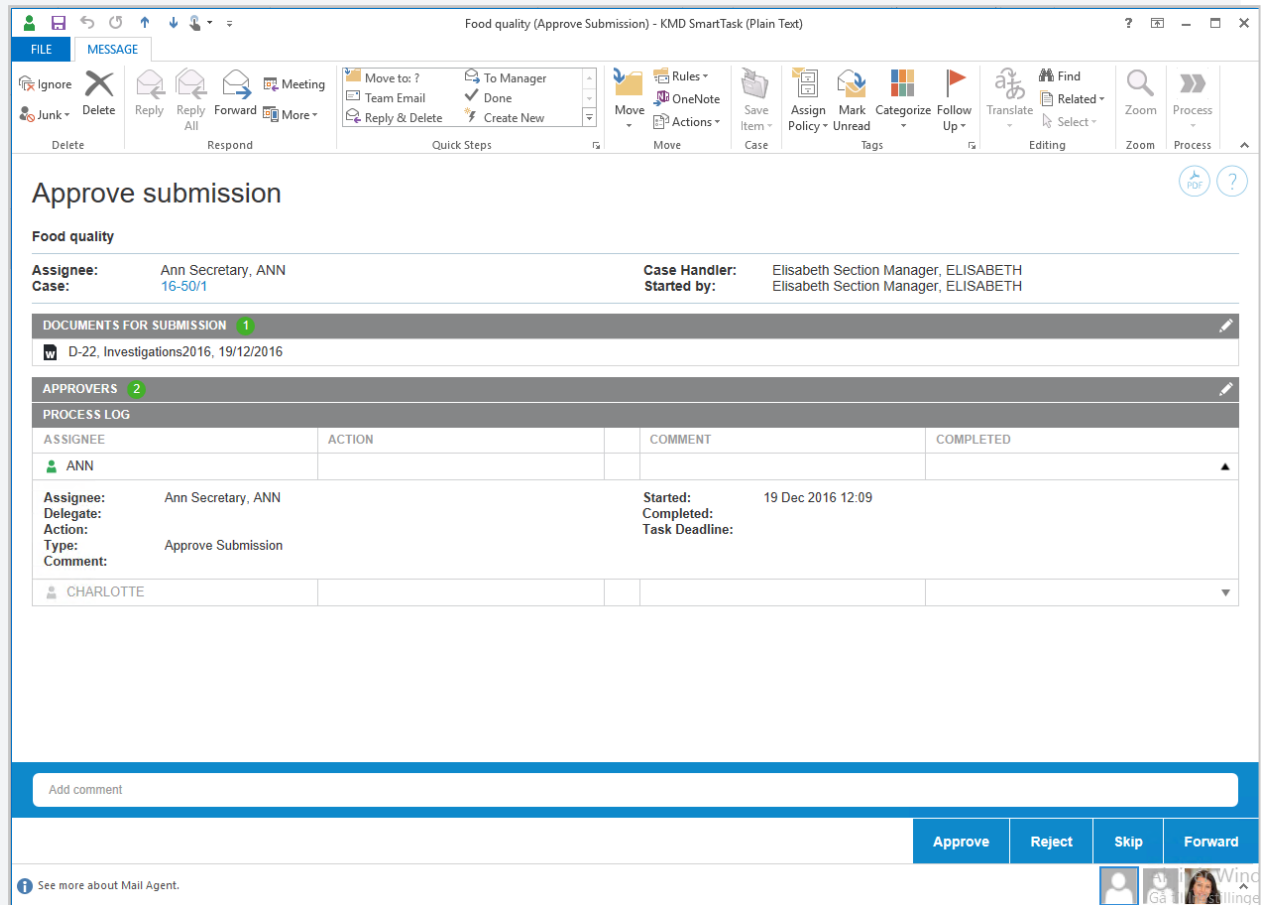 Food quality (Approve Submission) - KMD SmartTask (Plain Text)
?
FILE MESSAGE
Ignore
Junk
Delete
Reply
Reply All
Forward
Meeting
More
Move to: ?
Team Email
Reply & Delete
To Manager
Done
Create New
Move
Rules
OneNote
Actions
Save Item
Assign Policy
Mark Unread
Categorize
Follow Up
Translate
Find
Related
Select
Zoom
Process
Delete Respond Quick Steps Move Case Tags Editing Zoom Process
Approve submission
PDF ?
Food quality
Assignee: Ann Secretary, ANN Case Handler: Elisabeth Section Manager, ELISABETH
Case: 16-50/1 Started by: Elisabeth Section Manager, ELISABETH
DOCUMENTS FOR SUBMISSION 1
W D-22, Investigations2016, 19/12/2016
APPROVERS 2
PROCESS LOG
ASSIGNEE ACTION COMMENT COMPLETED
ANN
Assignee: Ann Secretary, ANN Started: 19 Dec 2016 12:09
Delegate: Completed:
Action: Task Deadline:
Type: Approve Submission
Comment:
CHARLOTTE
Add comment
Approve Reject Skip Forward
See more about Mail Agent.